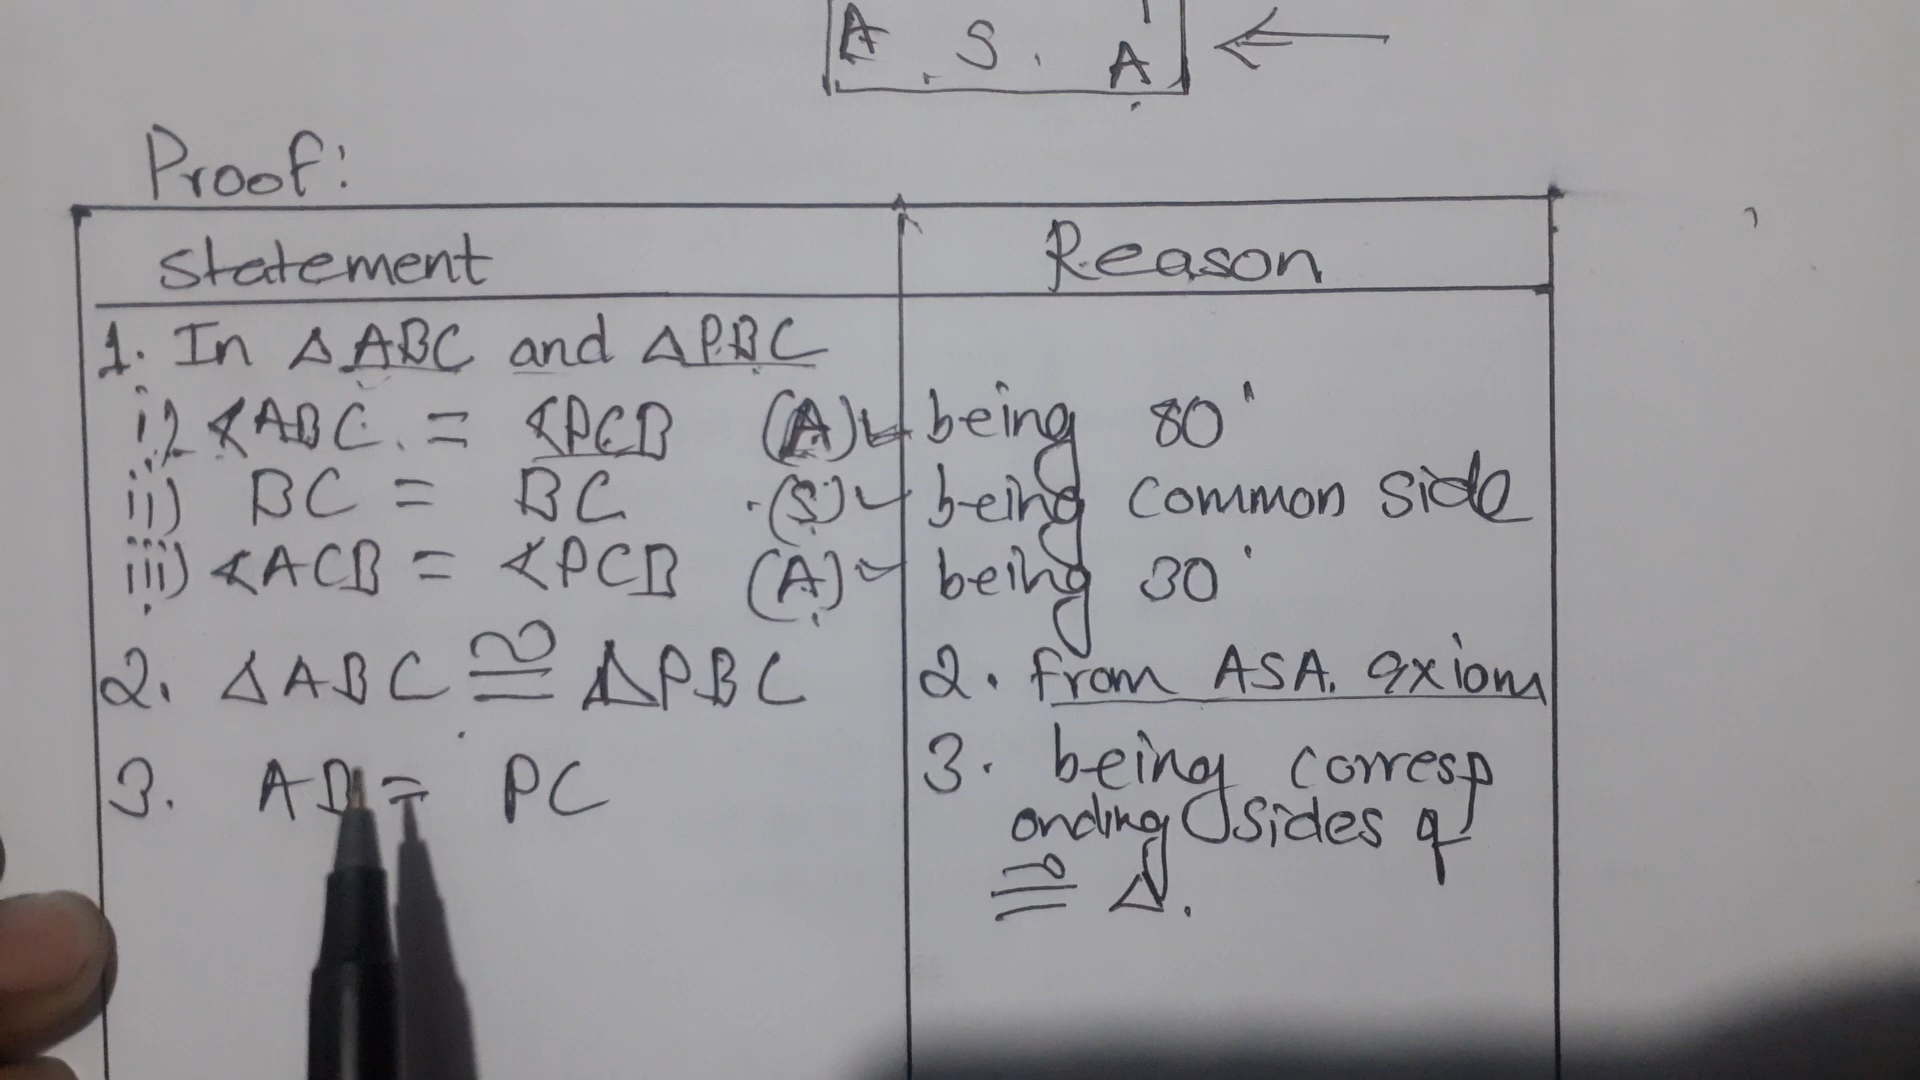 A . S . A
Proof:
Statement Reason
1. In △ABC and △PBC
i) ∢ABC. = ∢PCB (A) being 80°
ii) BC = BC (S) being common side
iii) ∢ACB = ∢PCB (A) being 30°
2. △ABC ≅ △PBC 2. from ASA. axiom
3. AB = PC 3. being corresp
onding sides of
≅ △.